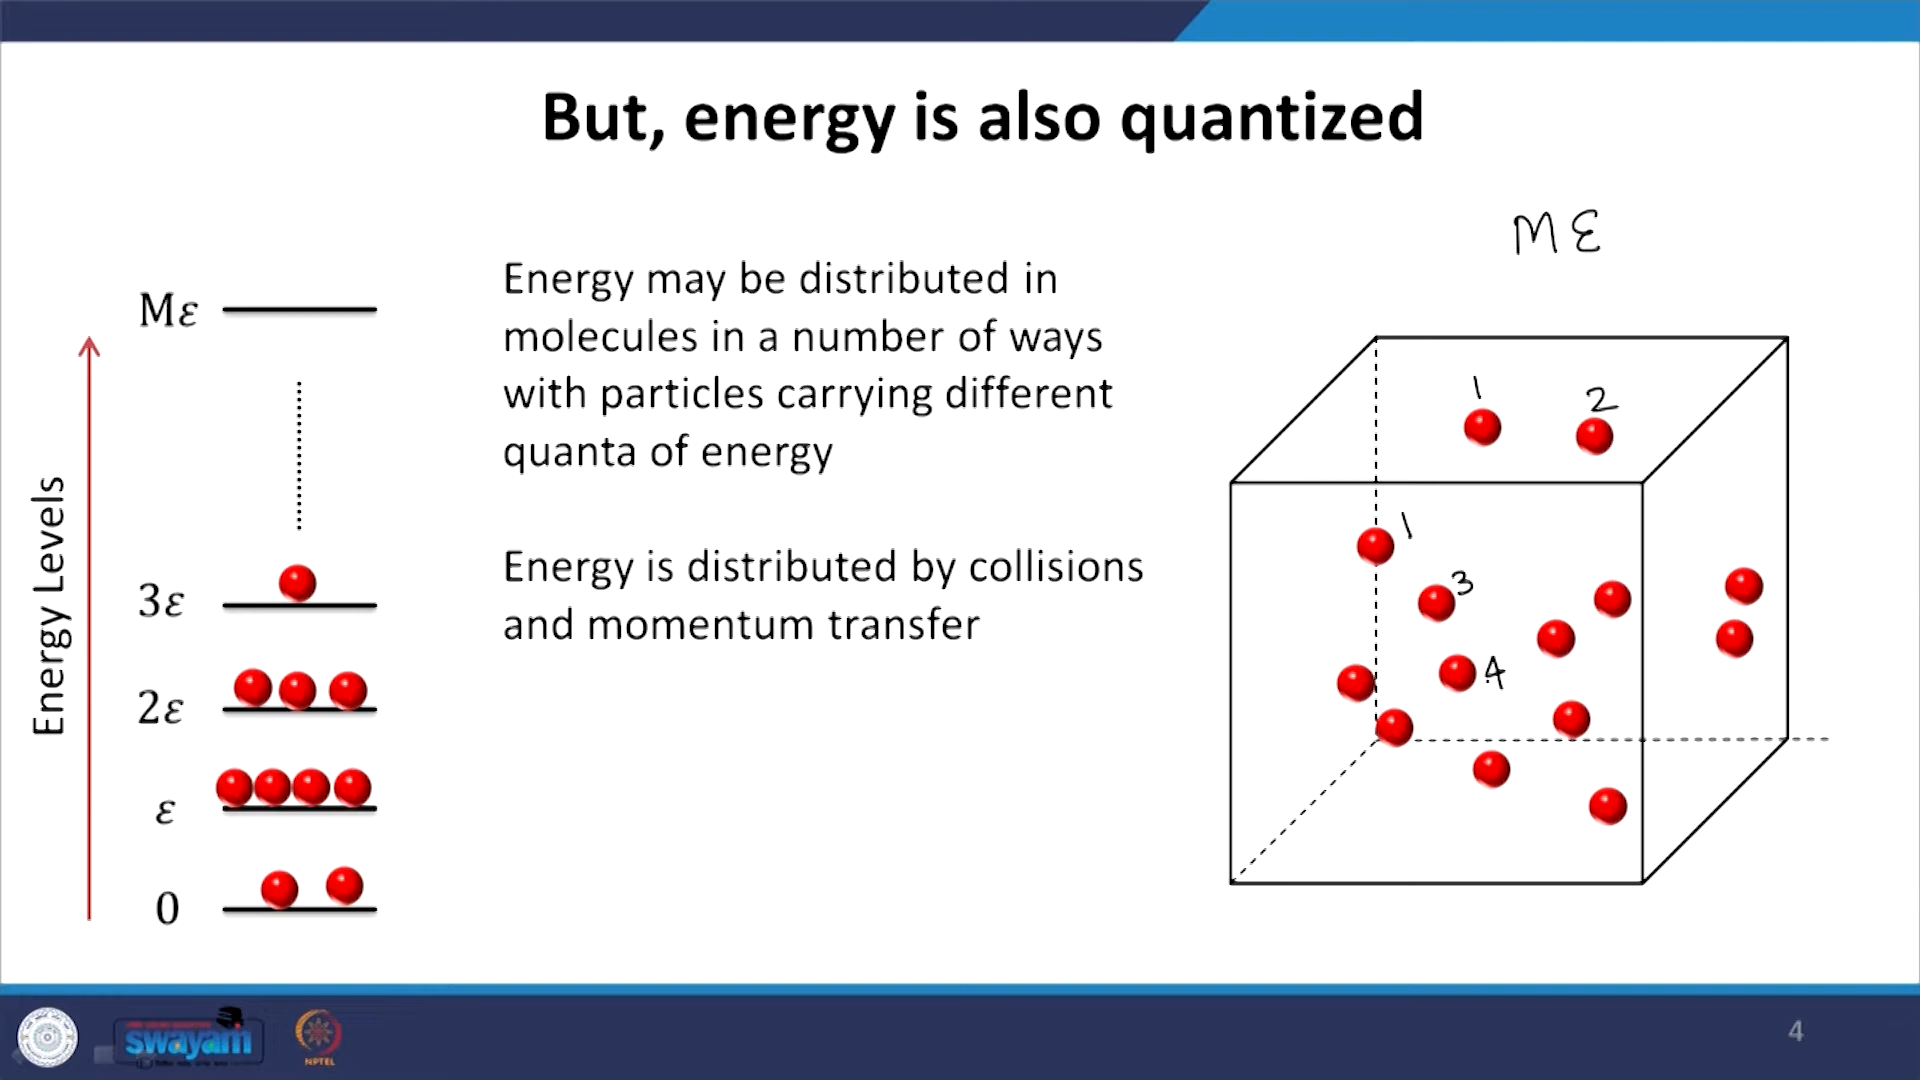 But, energy is also quantized
Mε
3ε
2ε
ε
0
Energy Levels
Energy may be distributed in
molecules in a number of ways
with particles carrying different
quanta of energy
Energy is distributed by collisions
and momentum transfer
M ε
1
2
1
3
4
swayam
NPTEL
4